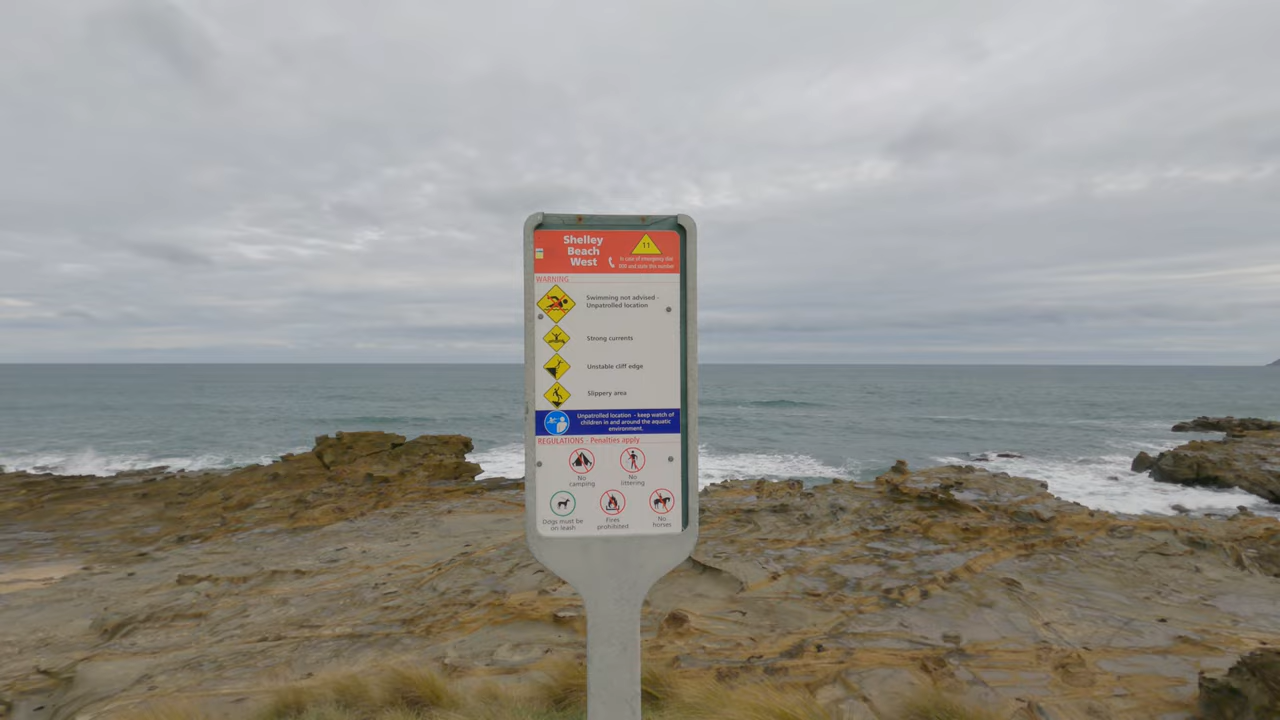 Shelley
Beach
West
11
In case of emergency dial
000 and state this number
WARNING
Swimming not advised -
Unpatrolled location
Strong currents
Unstable cliff edge
Slippery area
Unpatrolled location - keep watch of
children in and around the aquatic
environment.
REGULATIONS - Penalties apply
No
camping
No
littering
Dogs must be
on leash
Fires
prohibited
No
horses